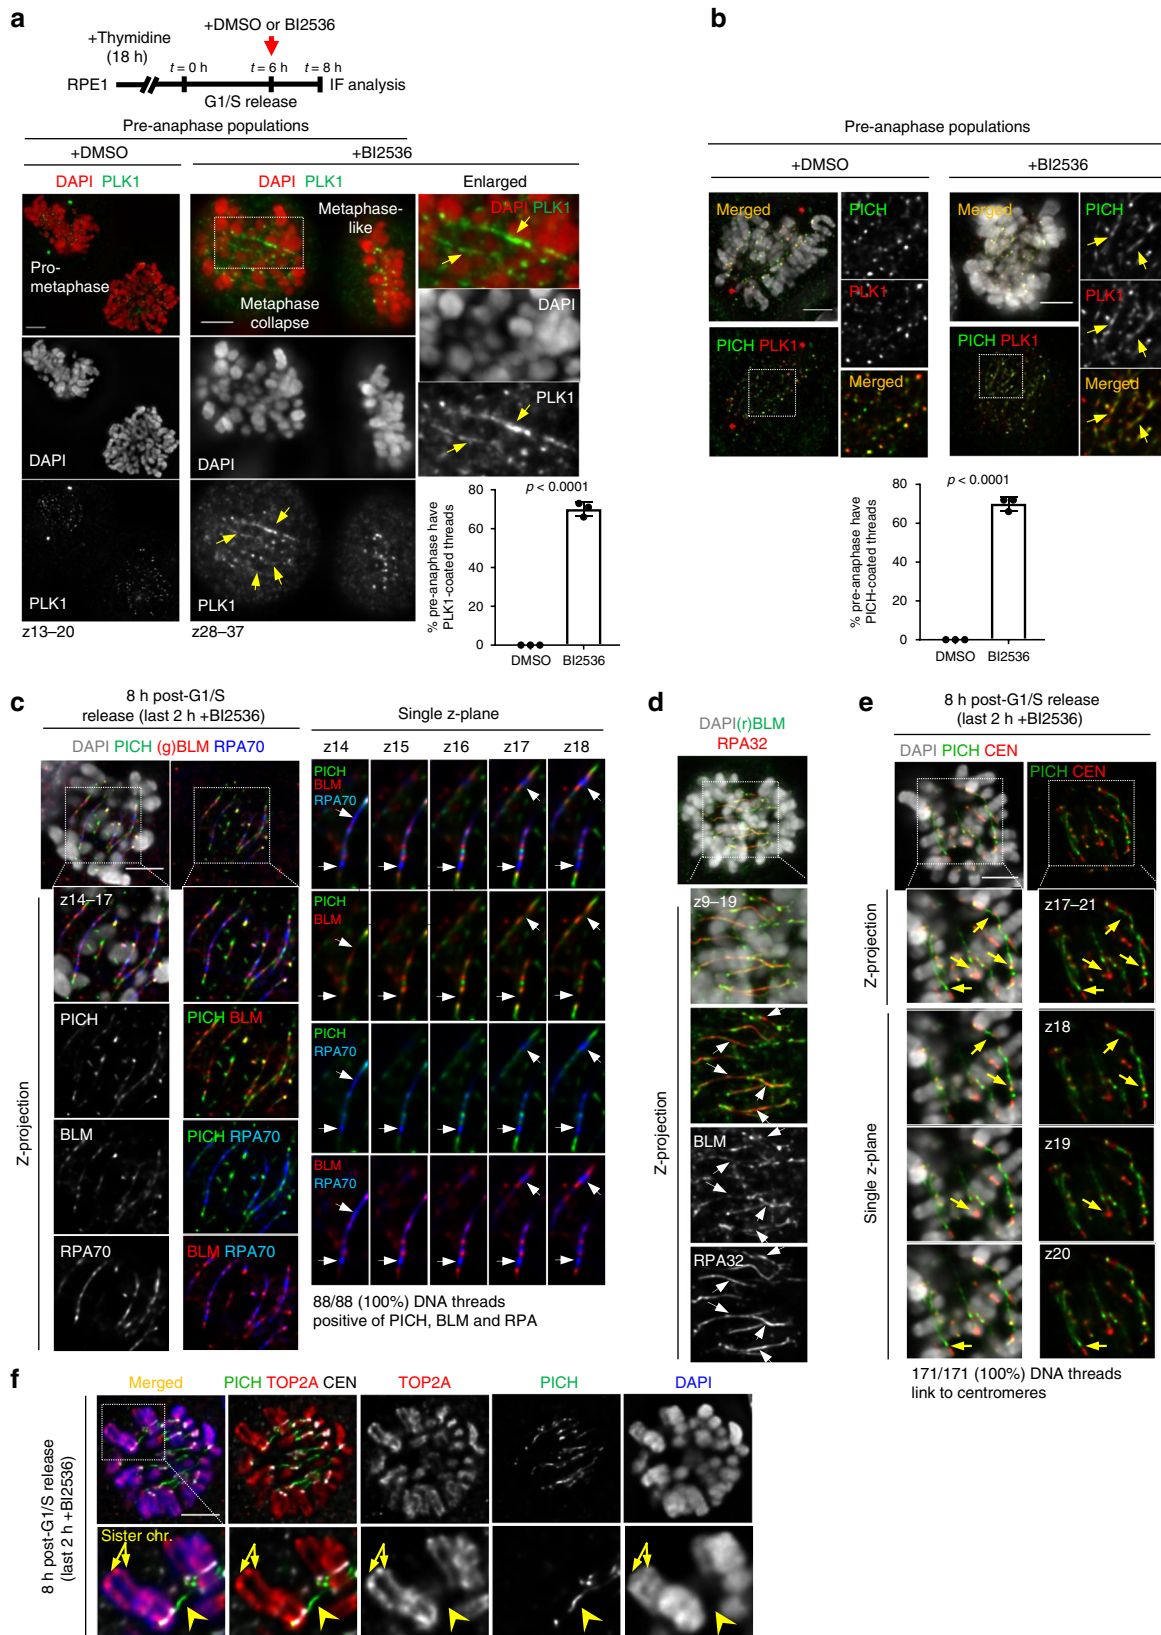 a
+Thymidine
(18 h)
+DMSO or BI2536
t = 0 h
t = 6 h
t = 8 h
RPE1
IF analysis
G1/S release
Pre-anaphase populations
+DMSO
+BI2536
DAPI PLK1
DAPI PLK1
Enlarged
Pro-
metaphase
Metaphase-
like
Metaphase
collapse
DAPI PLK1
DAPI
PLK1
DAPI
DAPI
PLK1
PLK1
z13–20
z28–37
% pre-anaphase have
PLK1-coated threads
p < 0.0001
80
60
40
20
0
DMSO
BI2536
b
Pre-anaphase populations
+DMSO
+BI2536
Merged
PICH
Merged
PICH
PLK1
PLK1
PICH PLK1
PICH PLK1
Merged
Merged
% pre-anaphase have
PICH-coated threads
p < 0.0001
80
60
40
20
0
DMSO
BI2536
c
8 h post-G1/S
release (last 2 h +BI2536)
DAPI PICH (g)BLM RPA70
z14–17
PICH
PICH BLM
BLM
PICH RPA70
RPA70
BLM RPA70
Z-projection
Single z-plane
z14
z15
z16
z17
z18
PICH
BLM
RPA70
PICH
BLM
PICH
RPA70
BLM
RPA70
88/88 (100%) DNA threads
positive of PICH, BLM and RPA
d
DAPI(r)BLM
RPA32
z9–19
BLM
RPA32
Z-projection
e
8 h post-G1/S release
(last 2 h +BI2536)
DAPI PICH CEN
PICH CEN
z17–21
z18
z19
z20
Z-projection
Single z-plane
171/171 (100%) DNA threads
link to centromeres
f
8 h post-G1/S release
(last 2 h +BI2536)
Merged
PICH TOP2A CEN
TOP2A
PICH
DAPI
Sister chr.